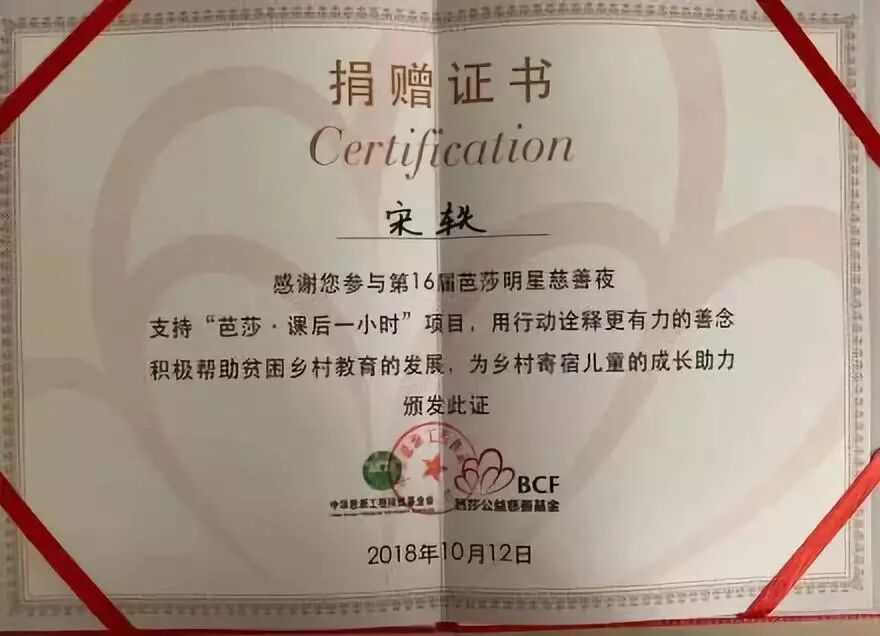 捐赠证书
Certification
宋轶
感谢您参与第16届芭莎明星慈善夜
支持“芭莎·课后一小时”项目，用行动诠释更有力的善念
积极帮助贫困乡村教育的发展，为乡村寄宿儿童的成长助力
颁发此证
BCF
芭莎公益慈善基金
2018年10月12日